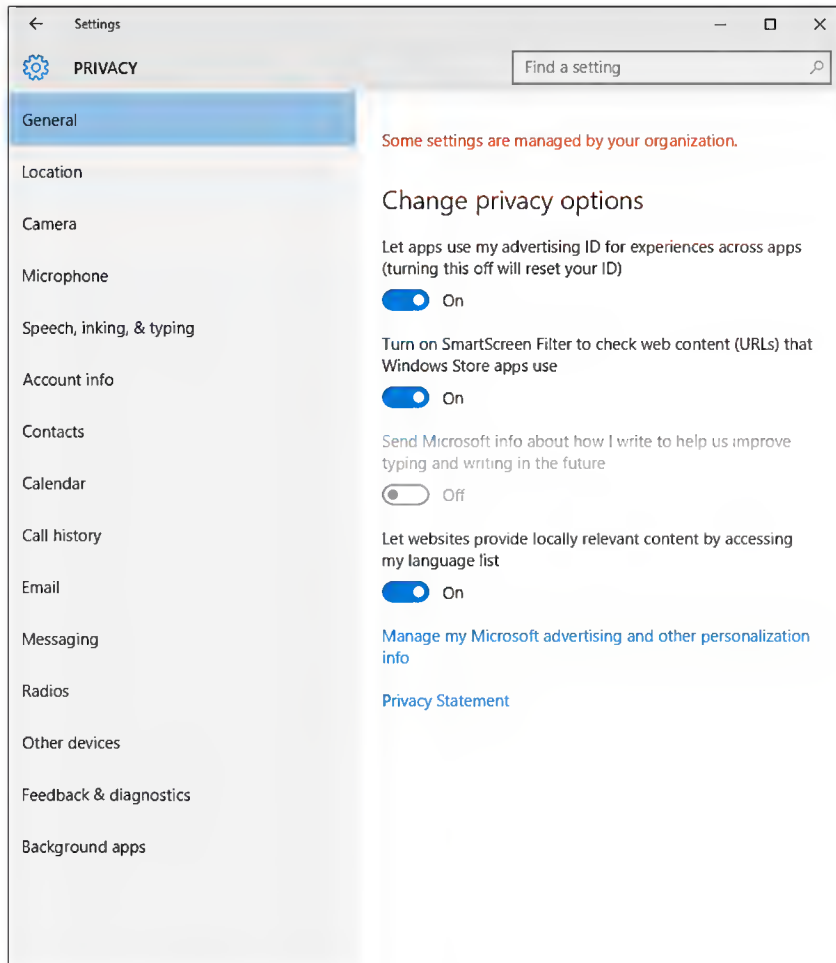 Settings
PRIVACY
Find a setting
General
Location
Camera
Microphone
Speech, inking, & typing
Account info
Contacts
Calendar
Call history
Email
Messaging
Radios
Other devices
Feedback & diagnostics
Background apps
Some settings are managed by your organization.
Change privacy options
Let apps use my advertising ID for experiences across apps
(turning this off will reset your ID)
On
Turn on SmartScreen Filter to check web content (URLs) that
Windows Store apps use
On
Send Microsoft info about how I write to help us improve
typing and writing in the future
Off
Let websites provide locally relevant content by accessing
my language list
On
Manage my Microsoft advertising and other personalization
info
Privacy Statement